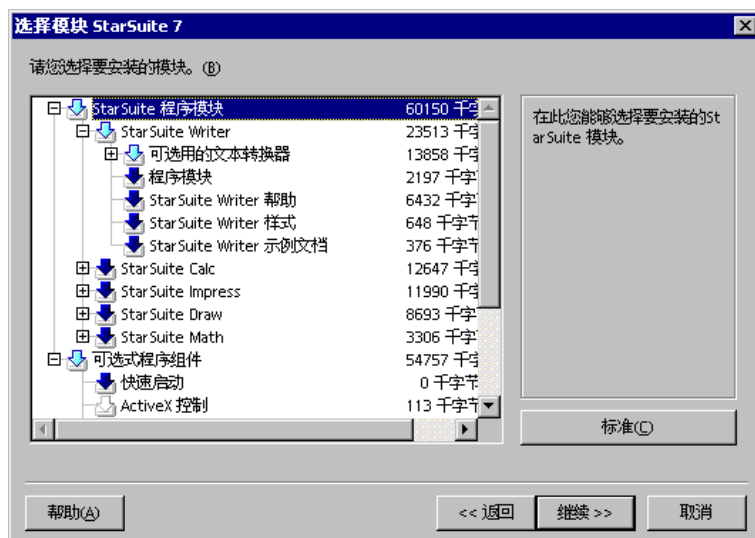 选择模块 StarSuite 7
请您选择要安装的模块。(B)
StarSuite 程序模块 60150 千字
StarSuite Writer 23513 千字
可选用的文本转换器 13858 千字
程序模块 2197 千字
StarSuite Writer 帮助 6432 千字
StarSuite Writer 样式 648 千字节
StarSuite Writer 示例文档 376 千字节
StarSuite Calc 12647 千字
StarSuite Impress 11990 千字
StarSuite Draw 8693 千字
StarSuite Math 3306 千字
可选式程序组件 54757 千字
快速启动 0 千字节
ActiveX 控制 113 千字节
在此您能够选择要安装的St
arSuite 模块。
标准(C)
帮助(A) << 返回 继续 >> 取消